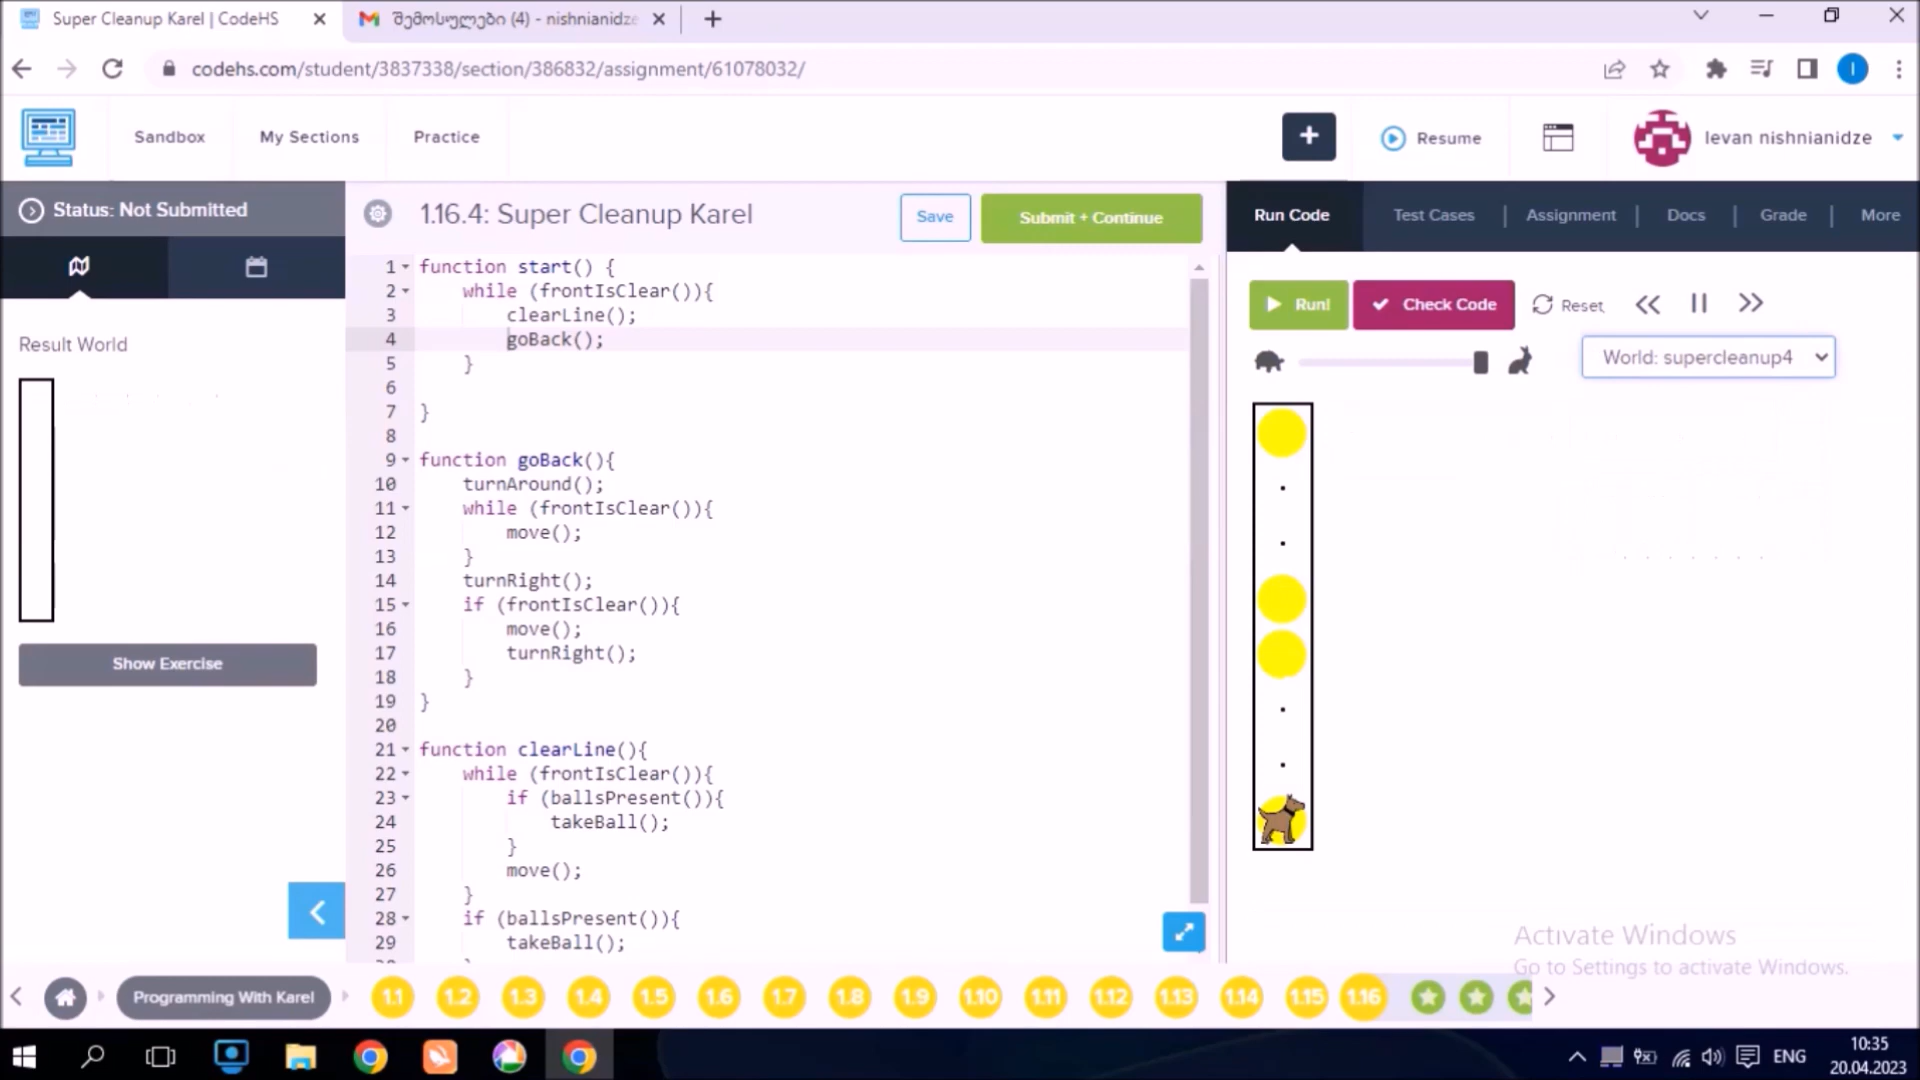 Super Cleanup Karel | CodeHS
შემოსულები (4) - nishnianidze
codehs.com/student/3837338/section/386832/assignment/61078032/
I
Sandbox
My Sections
Practice
Resume
levan nishnianidze
Status: Not Submitted
1.16.4: Super Cleanup Karel
Save
Submit + Continue
Run Code
Test Cases
Assignment
Docs
Grade
More
Result World
Show Exercise
1 function start() {
2 while (frontIsClear()){
3 clearLine();
4 goBack();
5 }
6
7 }
8
9 function goBack(){
10 turnAround();
11 while (frontIsClear()){
12 move();
13 }
14 turnRight();
15 if (frontIsClear()){
16 move();
17 turnRight();
18 }
19 }
20
21 function clearLine(){
22 while (frontIsClear()){
23 if (ballsPresent()){
24 takeBall();
25 }
26 move();
27 }
28 if (ballsPresent()){
29 takeBall();
Run!
Check Code
Reset
World: supercleanup4
Activate Windows
Go to Settings to activate Windows.
Programming With Karel
1.1
1.2
1.3
1.4
1.5
1.6
1.7
1.8
1.9
1.10
1.11
1.12
1.13
1.14
1.15
1.16
ENG
10:35
20.04.2023